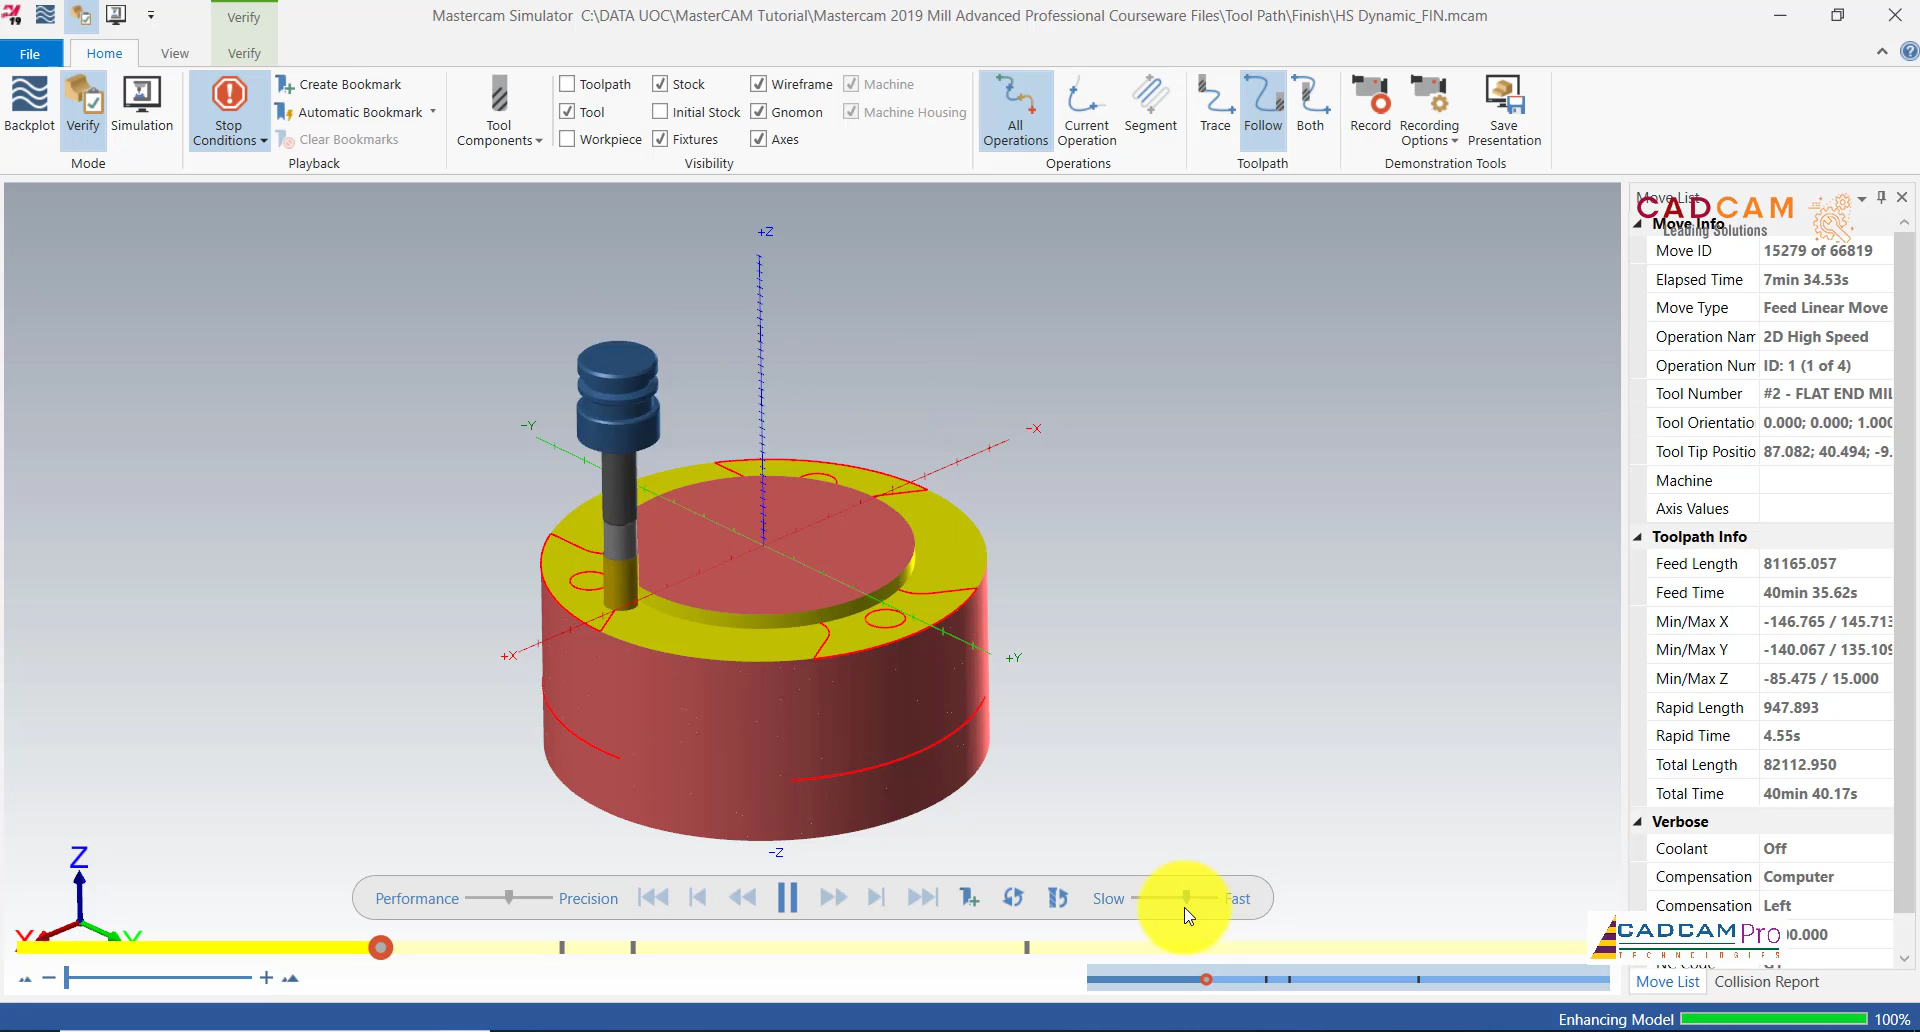 Verify
Mastercam Simulator  C:\DATA UOC\MasterCAM Tutorial\Mastercam 2019 Mill Advanced Professional Courseware Files\Tool Path\Finish\HS Dynamic_FIN.mcam
File
Home
View
Verify
Backplot
Verify
Simulation
Mode
Stop
Conditions
Create Bookmark
Automatic Bookmark
Clear Bookmarks
Playback
Tool
Components
Toolpath
Tool
Workpiece
Stock
Initial Stock
Fixtures
Wireframe
Gnomon
Axes
Machine
Machine Housing
Visibility
All
Operations
Current
Operation
Segment
Operations
Trace
Follow
Both
Toolpath
Record
Recording
Options
Save
Presentation
Demonstration Tools
Move List
CADCAM
Leading Solutions
Move Info
Move ID 15279 of 66819
Elapsed Time 7min 34.53s
Move Type Feed Linear Move
Operation Nam 2D High Speed
Operation Num ID: 1 (1 of 4)
Tool Number #2 - FLAT END MIL
Tool Orientatio 0.000; 0.000; 1.000
Tool Tip Positio 87.082; 40.494; -9.
Machine
Axis Values
Toolpath Info
Feed Length 81165.057
Feed Time 40min 35.62s
Min/Max X -146.765 / 145.713
Min/Max Y -140.067 / 135.109
Min/Max Z -85.475 / 15.000
Rapid Length 947.893
Rapid Time 4.55s
Total Length 82112.950
Total Time 40min 40.17s
Verbose
Coolant Off
Compensation Computer
Compensation Left
00.000
CADCAMPro
Move List
Collision Report
+Z
-Y
-X
+X
+Y
-Z
Z
X
Y
Performance
Precision
Slow
Fast
Enhancing Model
100%